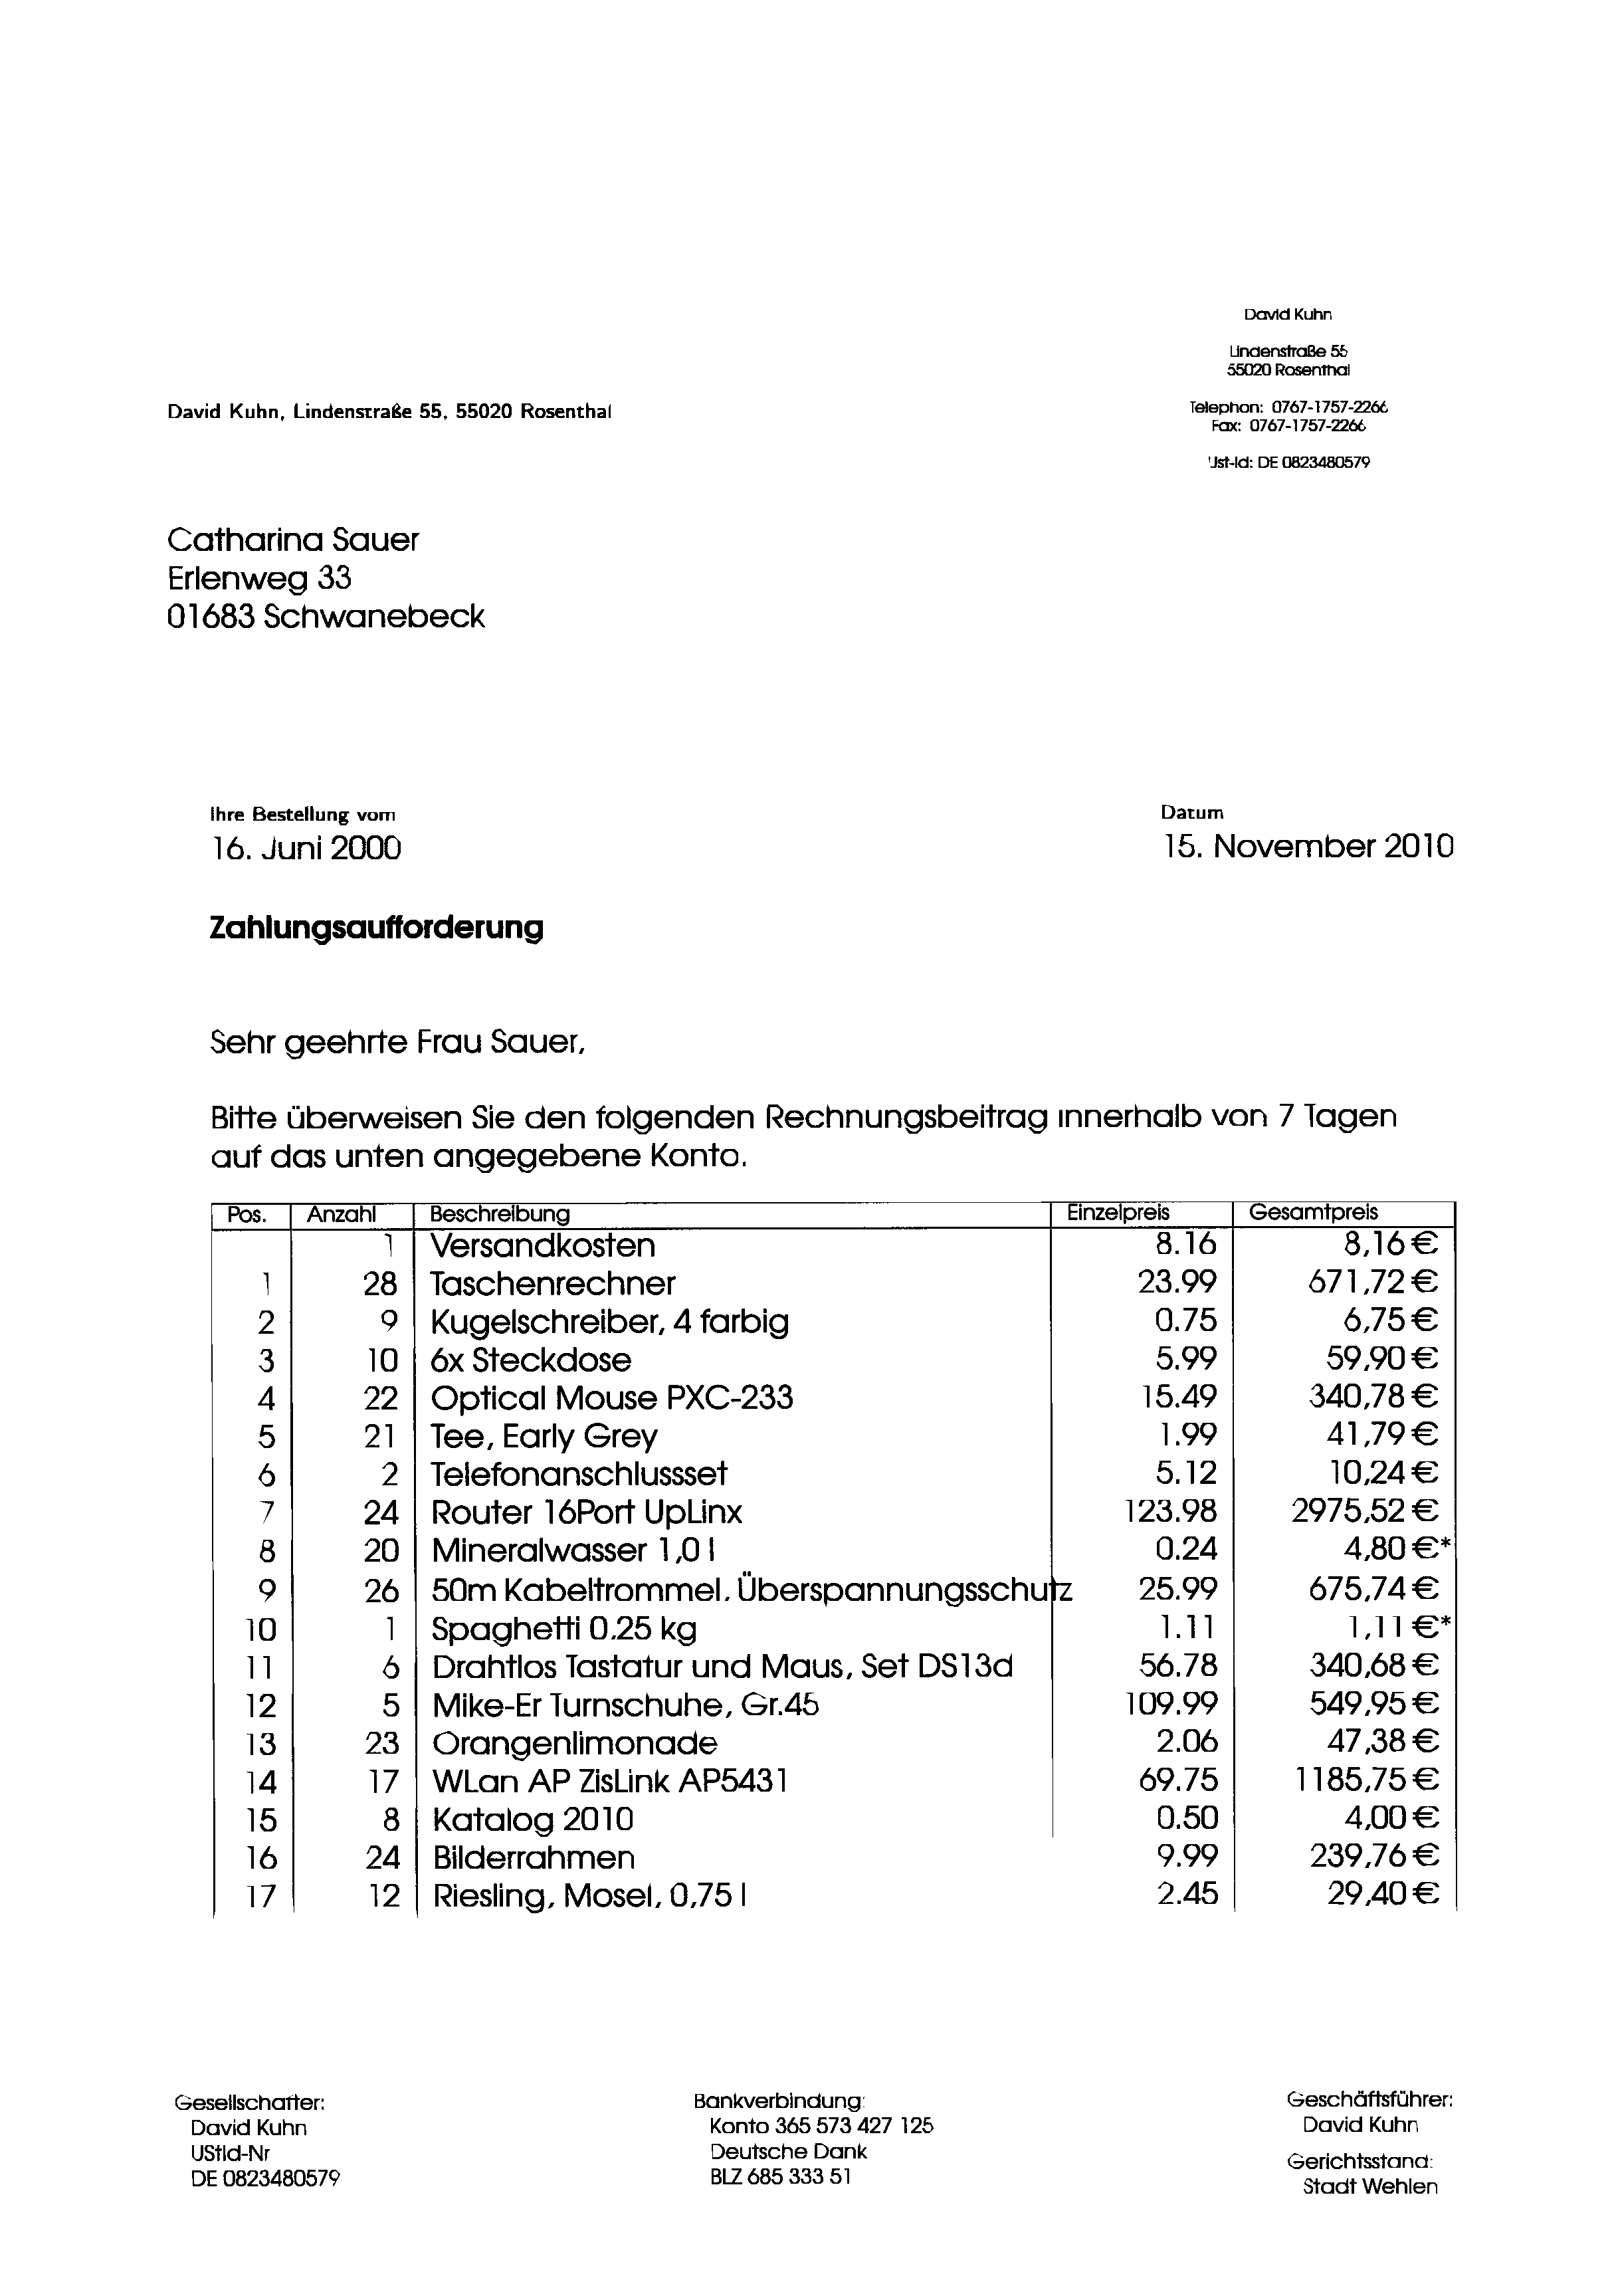 David Kuhn
Lindenstraße 55
55020 Rosenthal
David Kuhn, Lindenstraße 55, 55020 Rosenthal
Telephon: 0767-1757-2266
Fax: 0767-1757-2266
Ust-Id: DE 0823480579
Catharina Sauer
Erlenweg 33
01683 Schwanebeck
Ihre Bestellung vom Datum
16. Juni 2000 15. November 2010
Zahlungsaufforderung
Sehr geehrte Frau Sauer,
Bitte überweisen Sie den folgenden Rechnungsbeitrag innerhalb von 7 Tagen
auf das unten angegebene Konto.
Pos. Anzahl Beschreibung Einzelpreis Gesamtpreis
1 Versandkosten 8.16 8,16 €
1 28 Taschenrechner 23.99 671,72 €
2 9 Kugelschreiber, 4 farbig 0.75 6,75 €
3 10 6x Steckdose 5.99 59,90 €
4 22 Optical Mouse PXC-233 15.49 340,78 €
5 21 Tee, Early Grey 1.99 41,79 €
6 2 Telefonanschlussset 5.12 10,24 €
7 24 Router 16Port UpLinx 123.98 2975,52 €
8 20 Mineralwasser 1,0 l 0.24 4,80 €*
9 26 50m Kabeltrommel, Überspannungsschutz 25.99 675,74 €
10 1 Spaghetti 0.25 kg 1.11 1,11 €*
11 6 Drahtlos Tastatur und Maus, Set DS13d 56.78 340,68 €
12 5 Mike-Er Turnschuhe, Gr.45 109.99 549,95 €
13 23 Orangenlimonade 2.06 47,38 €
14 17 WLan AP ZisLink AP5431 69.75 1185,75 €
15 8 Katalog 2010 0.50 4,00 €
16 24 Bilderrahmen 9.99 239,76 €
17 12 Riesling, Mosel, 0,75 l 2.45 29,40 €
Gesellschafter: Bankverbindung: Geschäftsführer:
David Kuhn Konto 365 573 427 125 David Kuhn
UStId-Nr Deutsche Dank Gerichtsstand:
DE 0823480579 BLZ 685 333 51 Stadt Wehlen